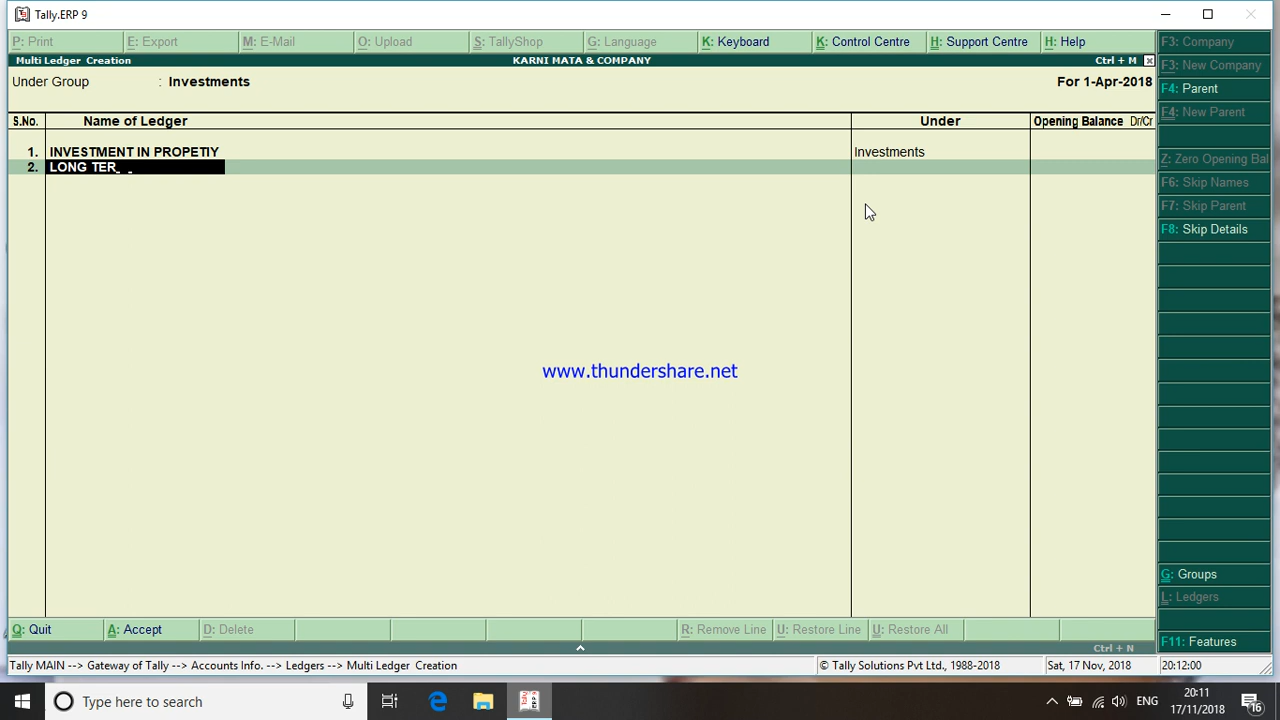 Tally.ERP 9
P: Print E: Export M: E-Mail O: Upload S: TallyShop G: Language K: Keyboard K: Control Centre H: Support Centre H: Help
F3: Company
Multi Ledger Creation KARNI MATA & COMPANY Ctrl + M
F3: New Company
Under Group : Investments For 1-Apr-2018
F4: Parent
F4: New Parent
S.No. Name of Ledger Under Opening Balance Dr/Cr
1. INVESTMENT IN PROPETIY Investments
Z: Zero Opening Bal
2. LONG TER
F6: Skip Names
F7: Skip Parent
F8: Skip Details
www.thundershare.net
G: Groups
L: Ledgers
Q: Quit A: Accept D: Delete R: Remove Line U: Restore Line U: Restore All
F11: Features
Ctrl + N
Tally MAIN --> Gateway of Tally --> Accounts Info. --> Ledgers --> Multi Ledger Creation © Tally Solutions Pvt Ltd., 1988-2018 Sat, 17 Nov, 2018 20:12:00
Type here to search ENG 20:11
17/11/2018 16